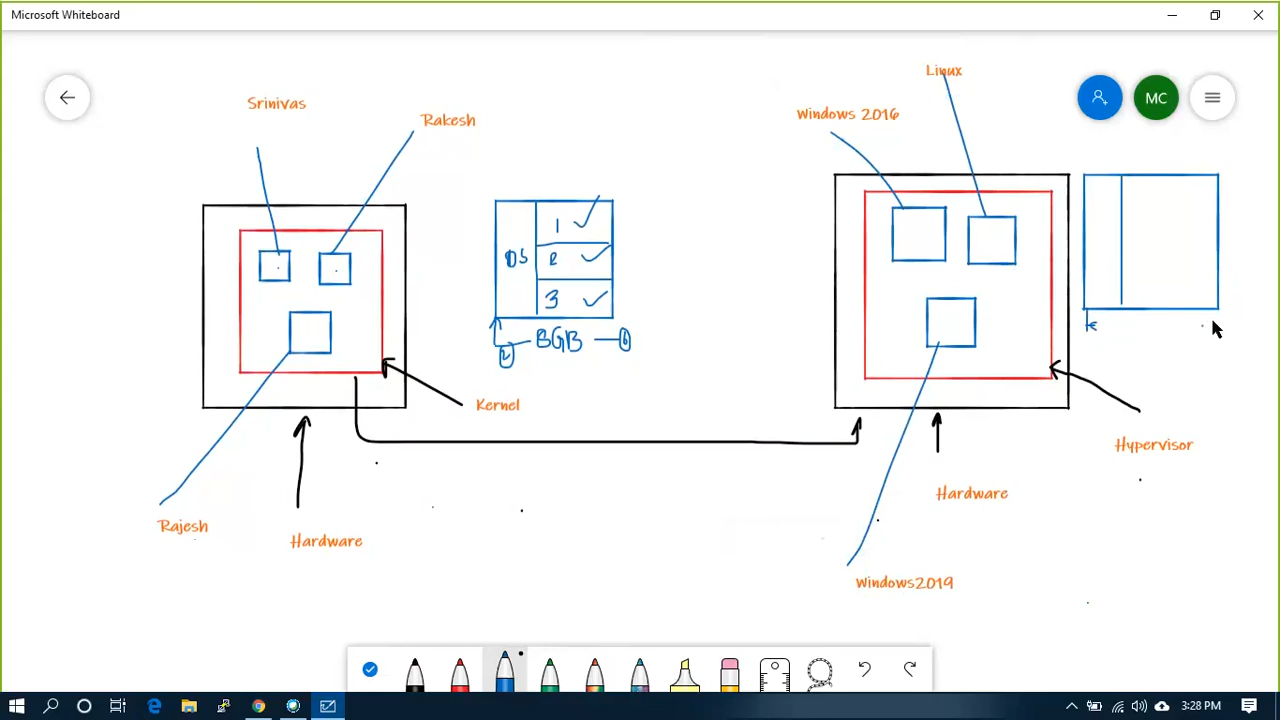 Microsoft Whiteboard
Srinivas
Rakesh
Linux
Windows 2016
MC
OS
1
2
3
8GB
Kernel
Hypervisor
Rajesh
Hardware
Hardware
Windows2019
3:28 PM